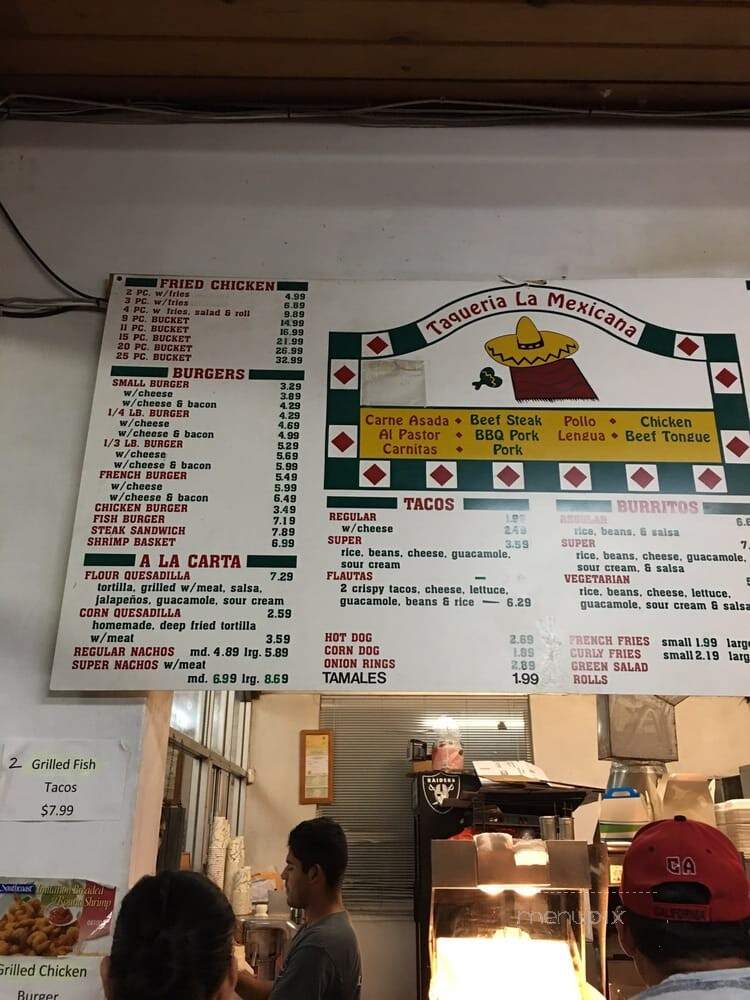 FRIED CHICKEN
2 PC. w/fries 4.99
3 PC. w/fries 6.89
4 PC. w fries, salad & roll 9.89
9 PC. BUCKET 14.99
11 PC. BUCKET 16.99
15 PC. BUCKET 21.99
20 PC. BUCKET 26.99
25 PC. BUCKET 32.99
BURGERS
SMALL BURGER 3.29
w/cheese 3.89
w/cheese & bacon 4.29
1/4 LB. BURGER 4.29
w/cheese 4.69
w/cheese & bacon 4.99
1/3 LB. BURGER 5.29
w/cheese 5.69
w/cheese & bacon 5.99
FRENCH BURGER 5.49
w/cheese 5.99
w/cheese & bacon 6.49
CHICKEN BURGER 3.49
FISH BURGER 7.19
STEAK SANDWICH 7.89
SHRIMP BASKET 6.99
A LA CARTA
FLOUR QUESADILLA 7.29
tortilla, grilled w/meat, salsa,
jalapeños, guacamole, sour cream
CORN QUESADILLA 2.59
homemade, deep fried tortilla
w/meat 3.59
REGULAR NACHOS md. 4.89 lrg. 5.89
SUPER NACHOS w/meat
md. 6.99 lrg. 8.69
Taqueria La Mexicana
Carne Asada Beef Steak Pollo Chicken
Al Pastor BBQ Pork Lengua Beef Tongue
Carnitas Pork
TACOS
REGULAR 1.99
w/cheese 2.49
SUPER 3.59
rice, beans, cheese, guacamole,
sour cream
FLAUTAS
2 crispy tacos, cheese, lettuce,
guacamole, beans & rice 6.29
HOT DOG 2.69
CORN DOG 1.89
ONION RINGS 2.89
TAMALES 1.99
BURRITOS
REGULAR
rice, beans, & salsa
SUPER 7.
rice, beans, cheese, guacamole,
sour cream, & salsa
VEGETARIAN
rice, beans, cheese, lettuce,
guacamole, sour cream & salsa
FRENCH FRIES small 1.99 large
CURLY FRIES small 2.19
GREEN SALAD
ROLLS
2 Grilled Fish
Tacos
$7.99
Imitation Breaded
Round Shrimp
Grilled Chicken
Burger
RAIDERS
CA
CALIFORNIA
menupix